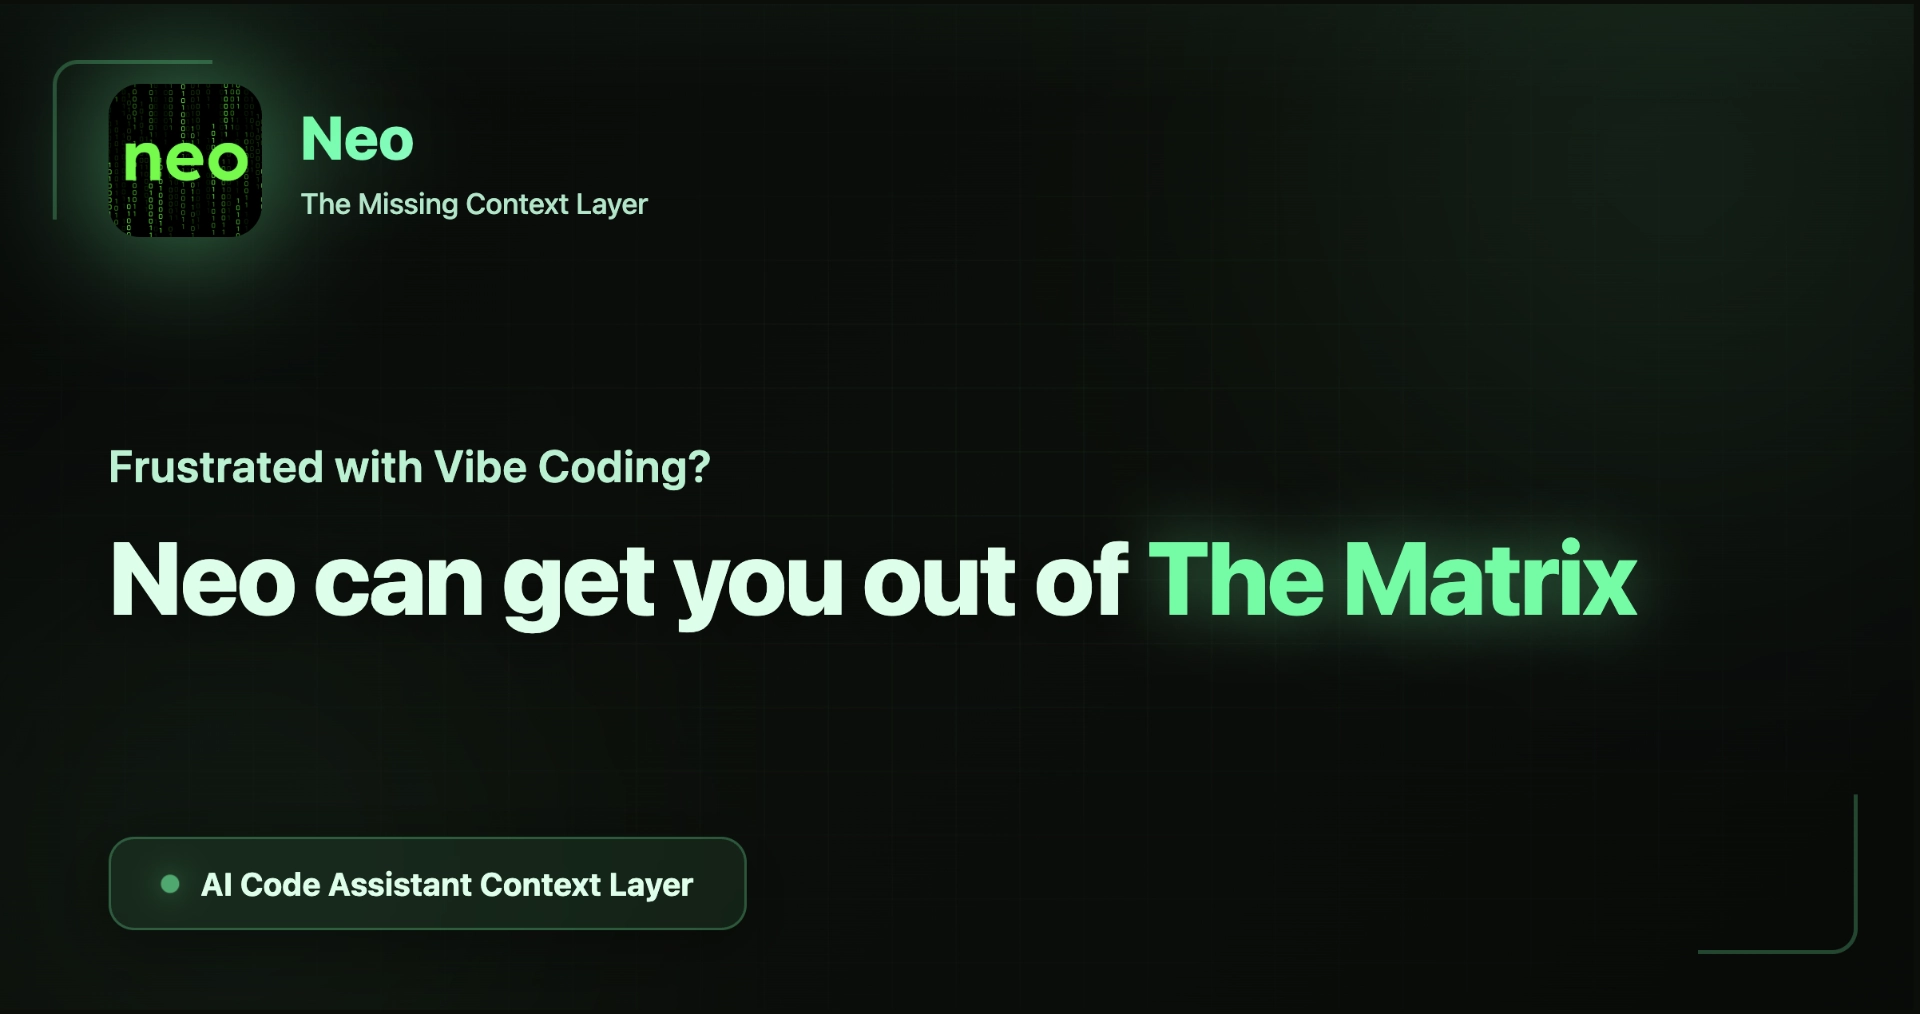 neo
Neo
The Missing Context Layer
Frustrated with Vibe Coding?
Neo can get you out of The Matrix
AI Code Assistant Context Layer